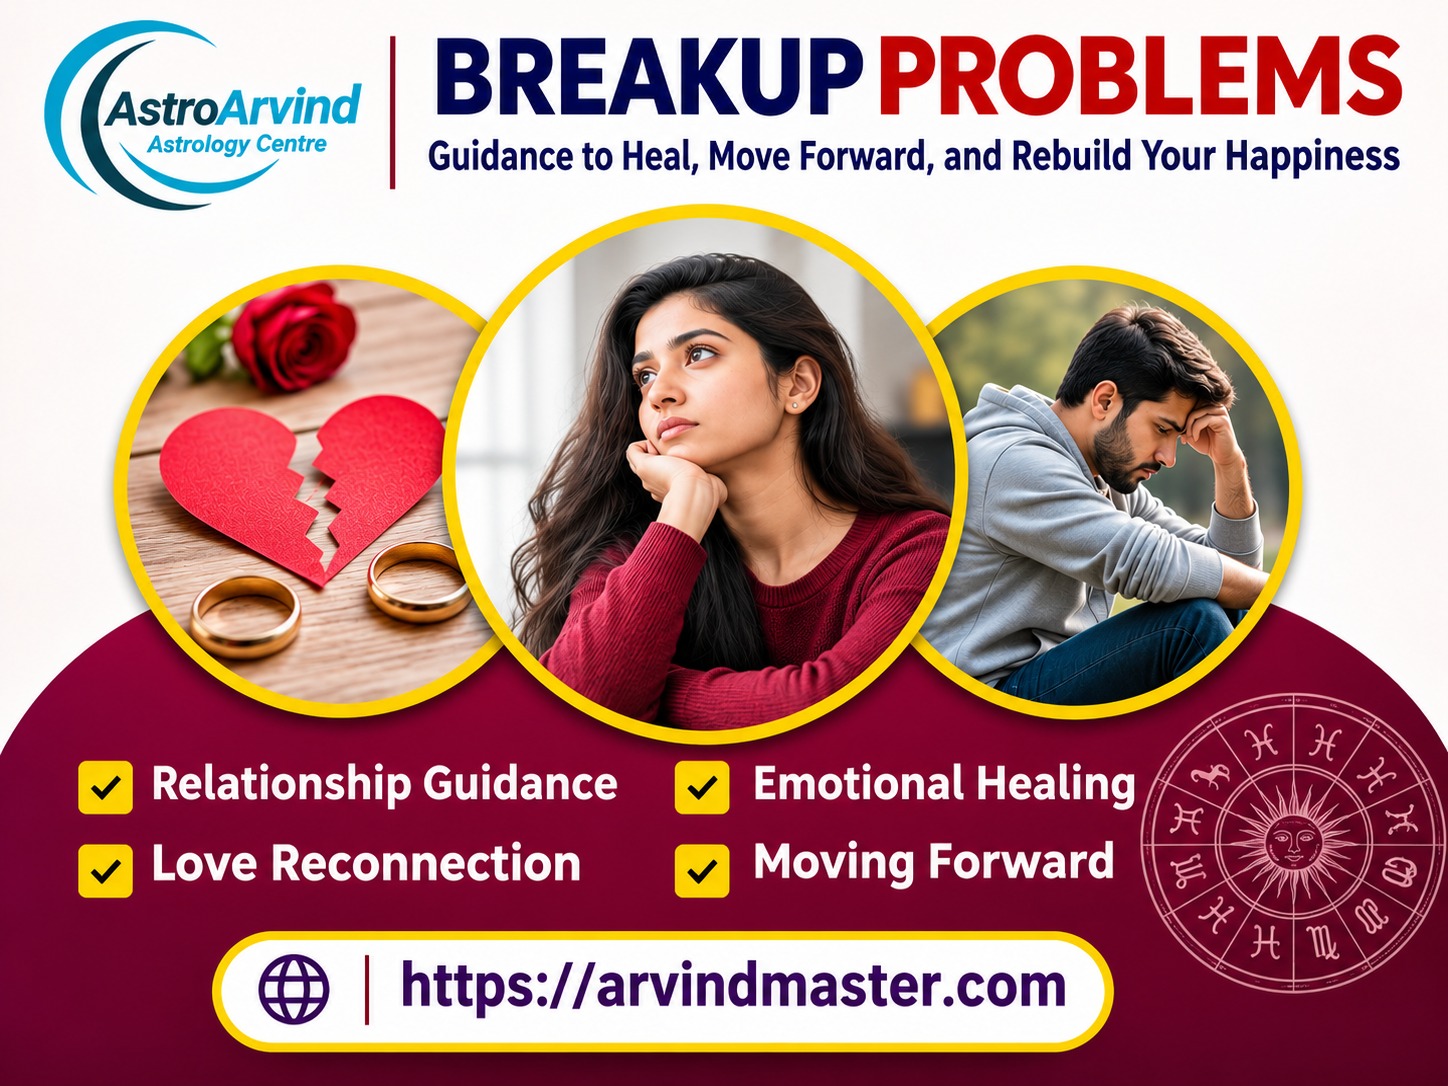 AstroArvind
Astrology Centre
BREAKUP PROBLEMS
Guidance to Heal, Move Forward, and Rebuild Your Happiness
Relationship Guidance
Emotional Healing
Love Reconnection
Moving Forward
https://arvindmaster.com